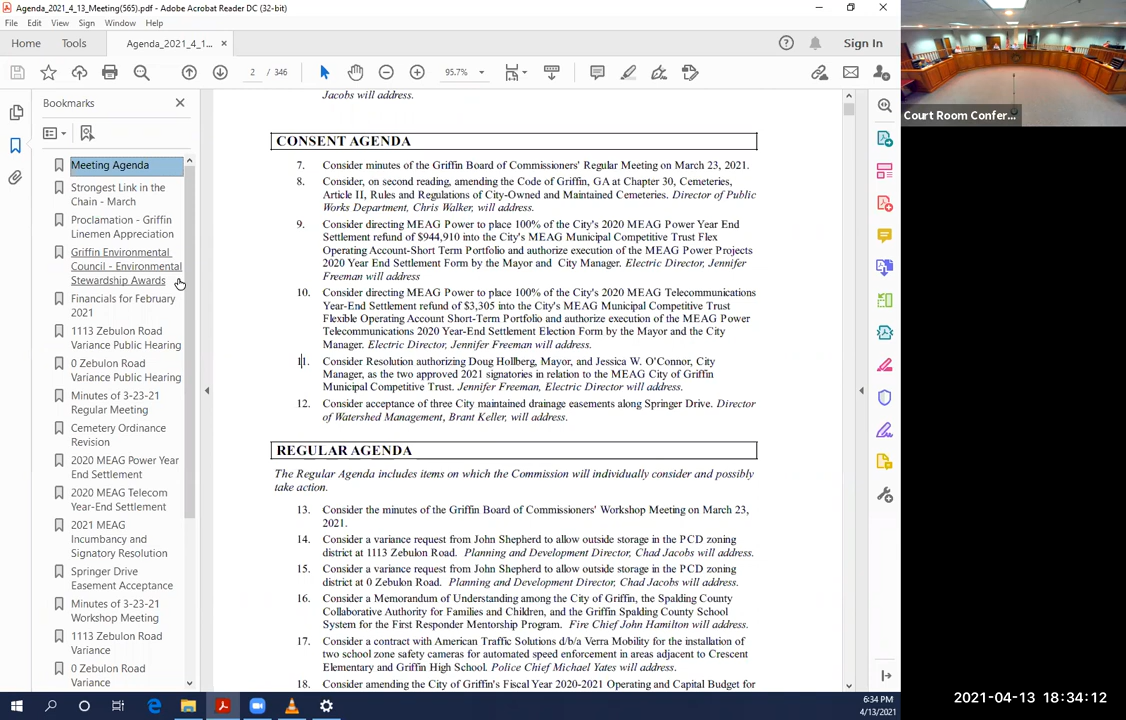 Agenda_2021_4_13_Meeting(565).pdf - Adobe Acrobat Reader DC (32-bit)
File Edit View Sign Window Help
Home Tools Agenda_2021_4_1... × Sign In
2 / 346 95.7%
Bookmarks
Meeting Agenda
Strongest Link in the
Chain - March
Proclamation - Griffin
Linemen Appreciation
Griffin Environmental
Council - Environmental
Stewardship Awards
Financials for February
2021
1113 Zebulon Road
Variance Public Hearing
0 Zebulon Road
Variance Public Hearing
Minutes of 3-23-21
Regular Meeting
Cemetery Ordinance
Revision
2020 MEAG Power Year
End Settlement
2020 MEAG Telecom
Year-End Settlement
2021 MEAG
Incumbancy and
Signatory Resolution
Springer Drive
Easement Acceptance
Minutes of 3-23-21
Workshop Meeting
1113 Zebulon Road
Variance
0 Zebulon Road
Variance
Jacobs will address.
CONSENT AGENDA
7. Consider minutes of the Griffin Board of Commissioners' Regular Meeting on March 23, 2021.
8. Consider, on second reading, amending the Code of Griffin, GA at Chapter 30, Cemeteries,
Article II, Rules and Regulations of City-Owned and Maintained Cemeteries. Director of Public
Works Department, Chris Walker, will address.
9. Consider directing MEAG Power to place 100% of the City's 2020 MEAG Power Year End
Settlement refund of $944,910 into the City's MEAG Municipal Competitive Trust Flex
Operating Account-Short Term Portfolio and authorize execution of the MEAG Power Projects
2020 Year End Settlement Form by the Mayor and City Manager. Electric Director, Jennifer
Freeman will address
10. Consider directing MEAG Power to place 100% of the City's 2020 MEAG Telecommunications
Year-End Settlement refund of $3,305 into the City's MEAG Municipal Competitive Trust
Flexible Operating Account Short-Term Portfolio and authorize execution of the MEAG Power
Telecommunications 2020 Year-End Settlement Election Form by the Mayor and the City
Manager. Electric Director, Jennifer Freeman will address.
11. Consider Resolution authorizing Doug Hollberg, Mayor, and Jessica W. O'Connor, City
Manager, as the two approved 2021 signatories in relation to the MEAG City of Griffin
Municipal Competitive Trust. Jennifer Freeman, Electric Director will address.
12. Consider acceptance of three City maintained drainage easements along Springer Drive. Director
of Watershed Management, Brant Keller, will address.
REGULAR AGENDA
The Regular Agenda includes items on which the Commission will individually consider and possibly
take action.
13. Consider the minutes of the Griffin Board of Commissioners' Workshop Meeting on March 23,
2021.
14. Consider a variance request from John Shepherd to allow outside storage in the PCD zoning
district at 1113 Zebulon Road. Planning and Development Director, Chad Jacobs will address.
15. Consider a variance request from John Shepherd to allow outside storage in the PCD zoning
district at 0 Zebulon Road. Planning and Development Director, Chad Jacobs will address.
16. Consider a Memorandum of Understanding among the City of Griffin, the Spalding County
Collaborative Authority for Families and Children, and the Griffin Spalding County School
System for the First Responder Mentorship Program. Fire Chief John Hamilton will address.
17. Consider a contract with American Traffic Solutions d/b/a Verra Mobility for the installation of
two school zone safety cameras for automated speed enforcement in areas adjacent to Crescent
Elementary and Griffin High School. Police Chief Michael Yates will address.
18. Consider amending the City of Griffin's Fiscal Year 2020-2021 Operating and Capital Budget for
Court Room Confer...
6:34 PM
4/13/2021
2021-04-13 18:34:12